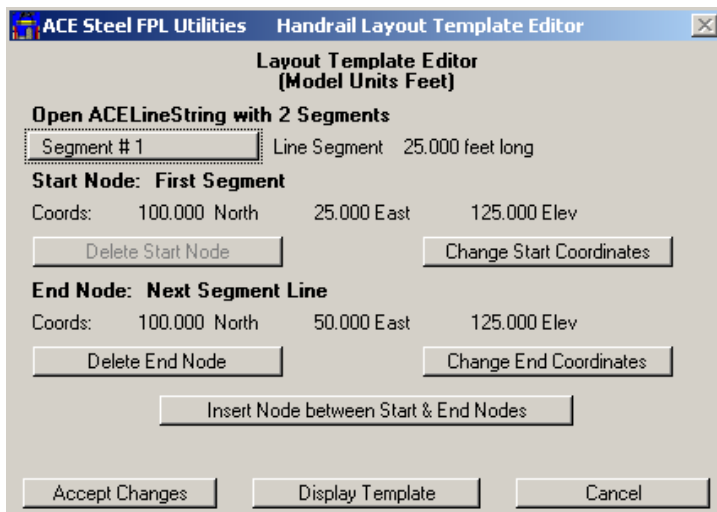 ACE Steel FPL Utilities Handrail Layout Template Editor
Layout Template Editor
(Model Units Feet)
Open ACELineString with 2 Segments
Segment # 1 Line Segment 25.000 feet long
Start Node: First Segment
Coords: 100.000 North 25.000 East 125.000 Elev
Delete Start Node Change Start Coordinates
End Node: Next Segment Line
Coords: 100.000 North 50.000 East 125.000 Elev
Delete End Node Change End Coordinates
Insert Node between Start & End Nodes
Accept Changes Display Template Cancel